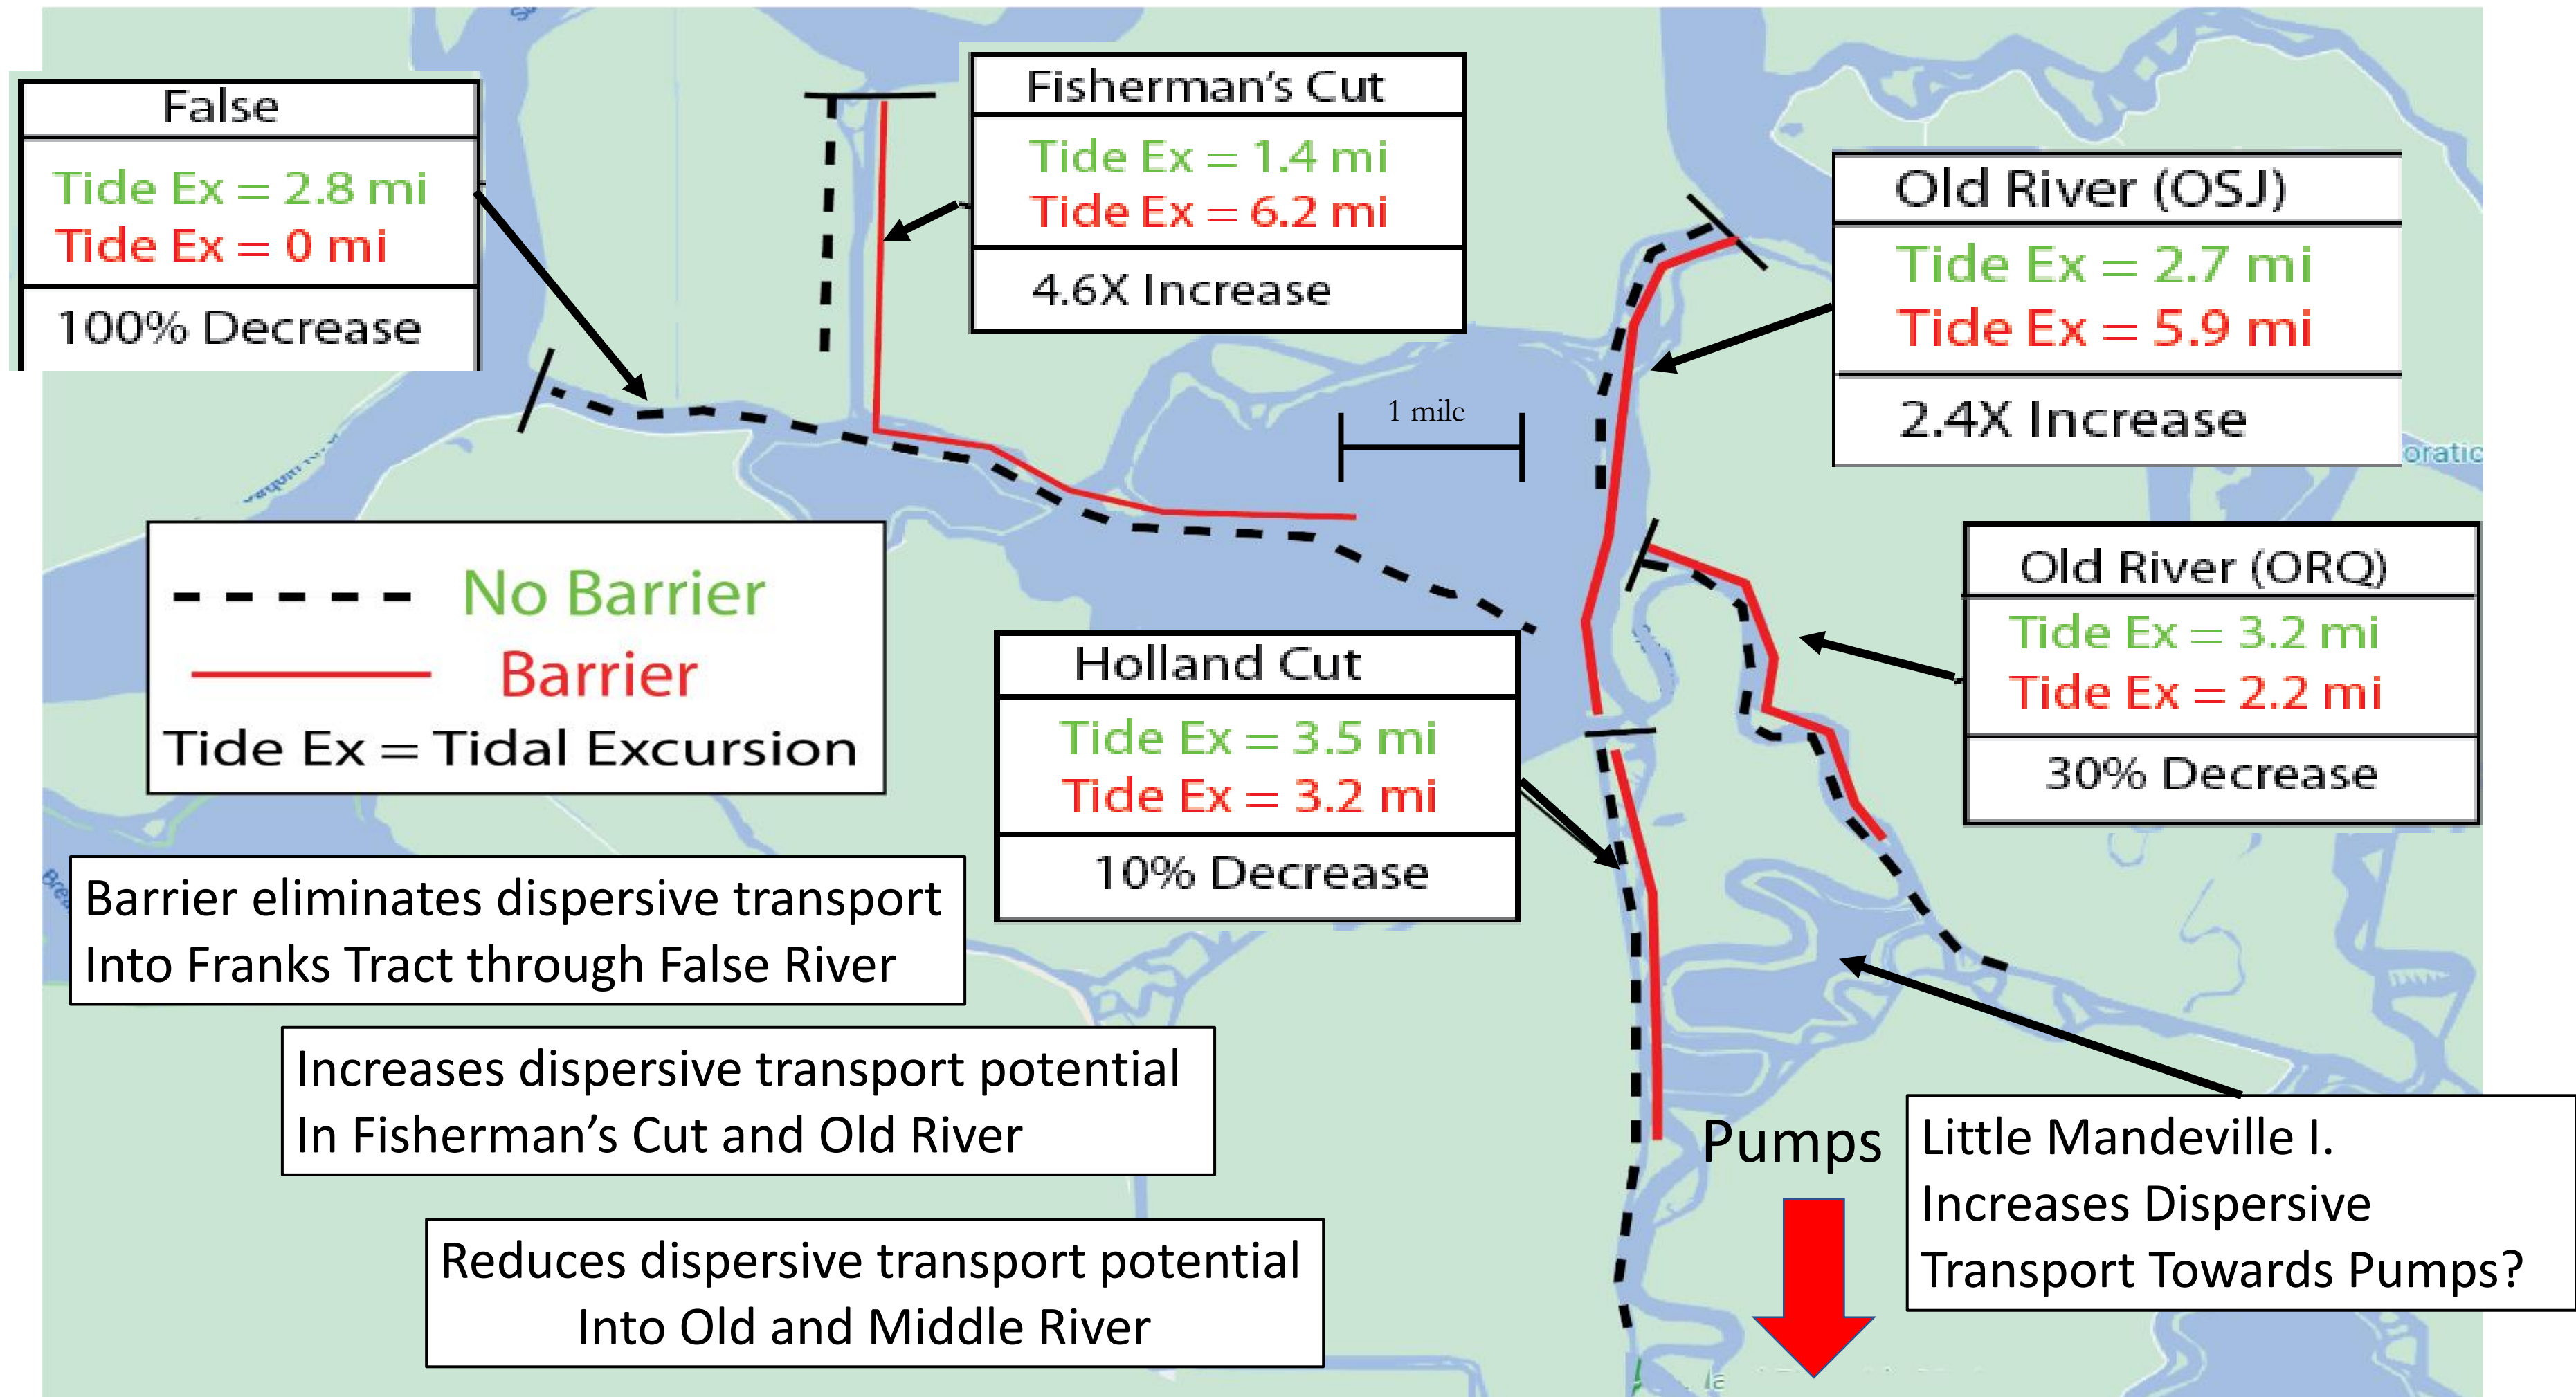 False
Tide Ex = 2.8 mi
Tide Ex = 0 mi
100% Decrease
Fisherman's Cut
Tide Ex = 1.4 mi
Tide Ex = 6.2 mi
4.6X Increase
Old River (OSJ)
Tide Ex = 2.7 mi
Tide Ex = 5.9 mi
2.4X Increase
1 mile
oratic
No Barrier
Barrier
Tide Ex = Tidal Excursion
Old River (ORQ)
Tide Ex = 3.2 mi
Tide Ex = 2.2 mi
30% Decrease
Holland Cut
Tide Ex = 3.5 mi
Tide Ex = 3.2 mi
10% Decrease
Barrier eliminates dispersive transport
Into Franks Tract through False River
Increases dispersive transport potential
In Fisherman’s Cut and Old River
Reduces dispersive transport potential
Into Old and Middle River
Pumps
Little Mandeville I.
Increases Dispersive
Transport Towards Pumps?